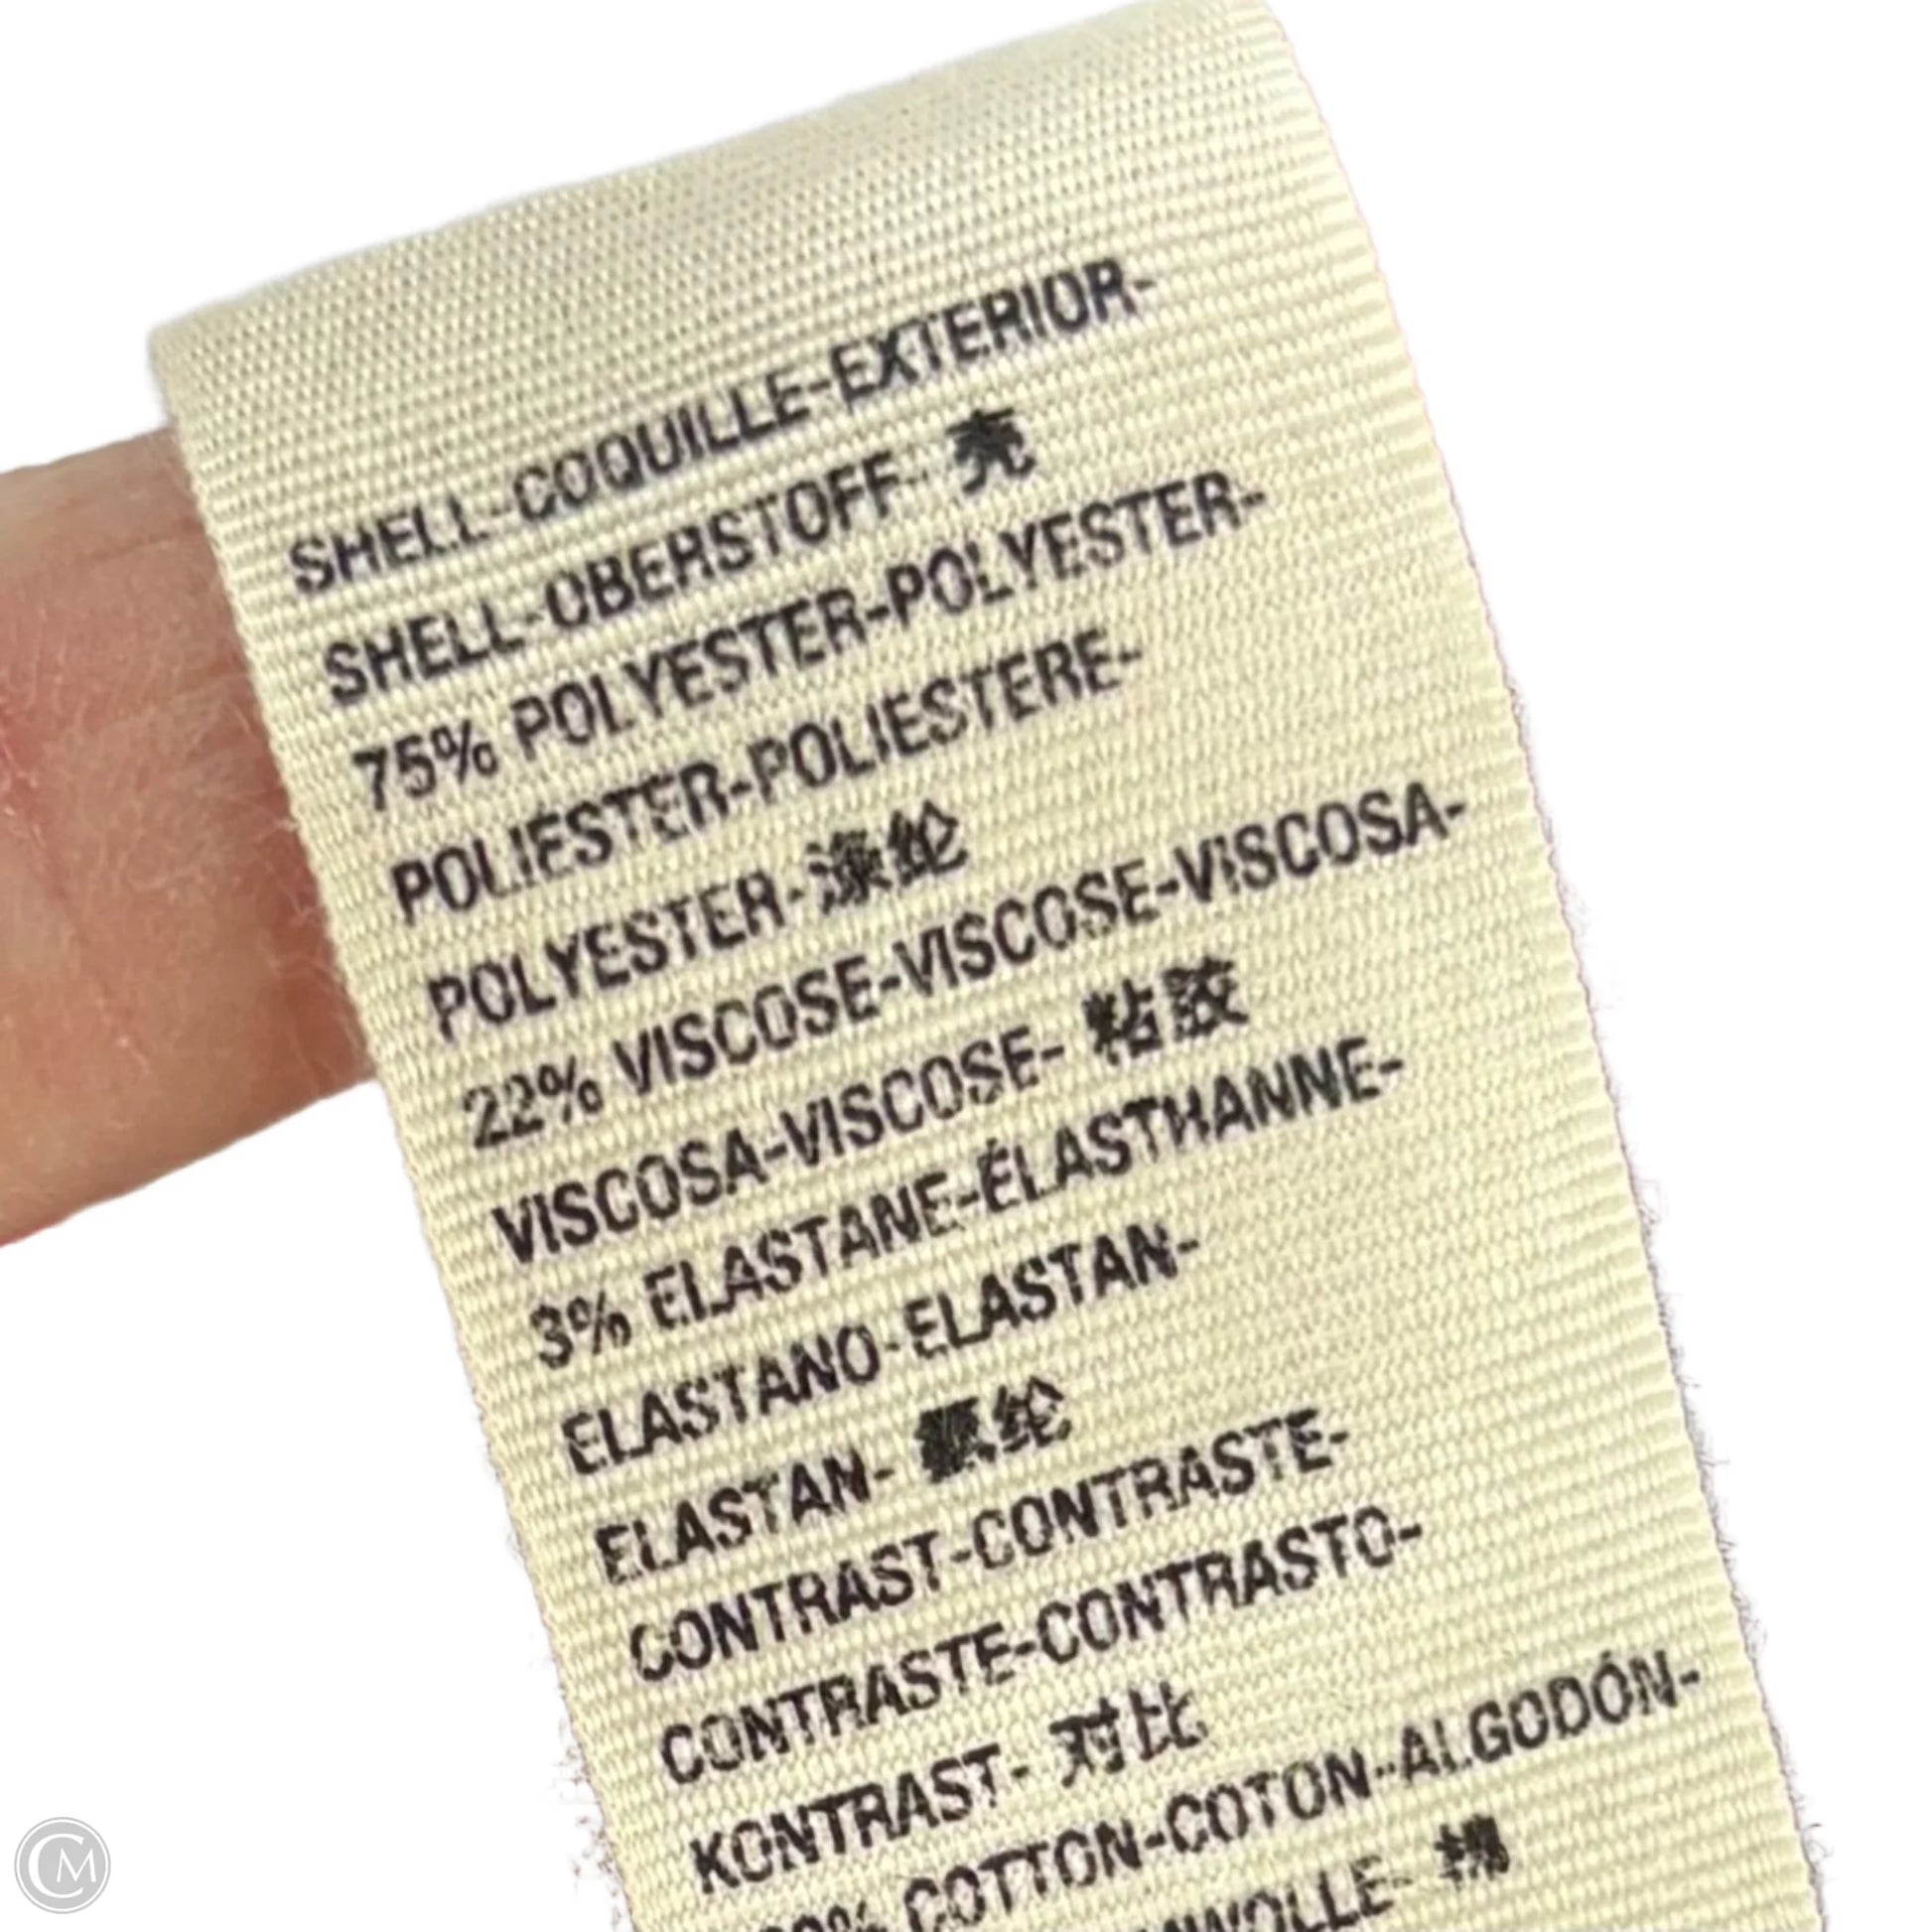 SHELL-COQUILLE-EXTERIOR-
SHELL-OBERSTOFF- 壳
75% POLYESTER-POLYESTER-
POLIESTER-POLIESTERE-
POLYESTER-涤纶
22% VISCOSE-VISCOSE-VISCOSA-
VISCOSA-VISCOSE- 粘胶
3% ELASTANE-ÉLASTHANNE-
ELASTANO-ELASTAN-
ELASTAN- 氨纶
CONTRAST-CONTRASTE-
CONTRASTE-CONTRASTO-
KONTRAST- 对比
COTTON-COTON-ALGODÓN-
棉
CM